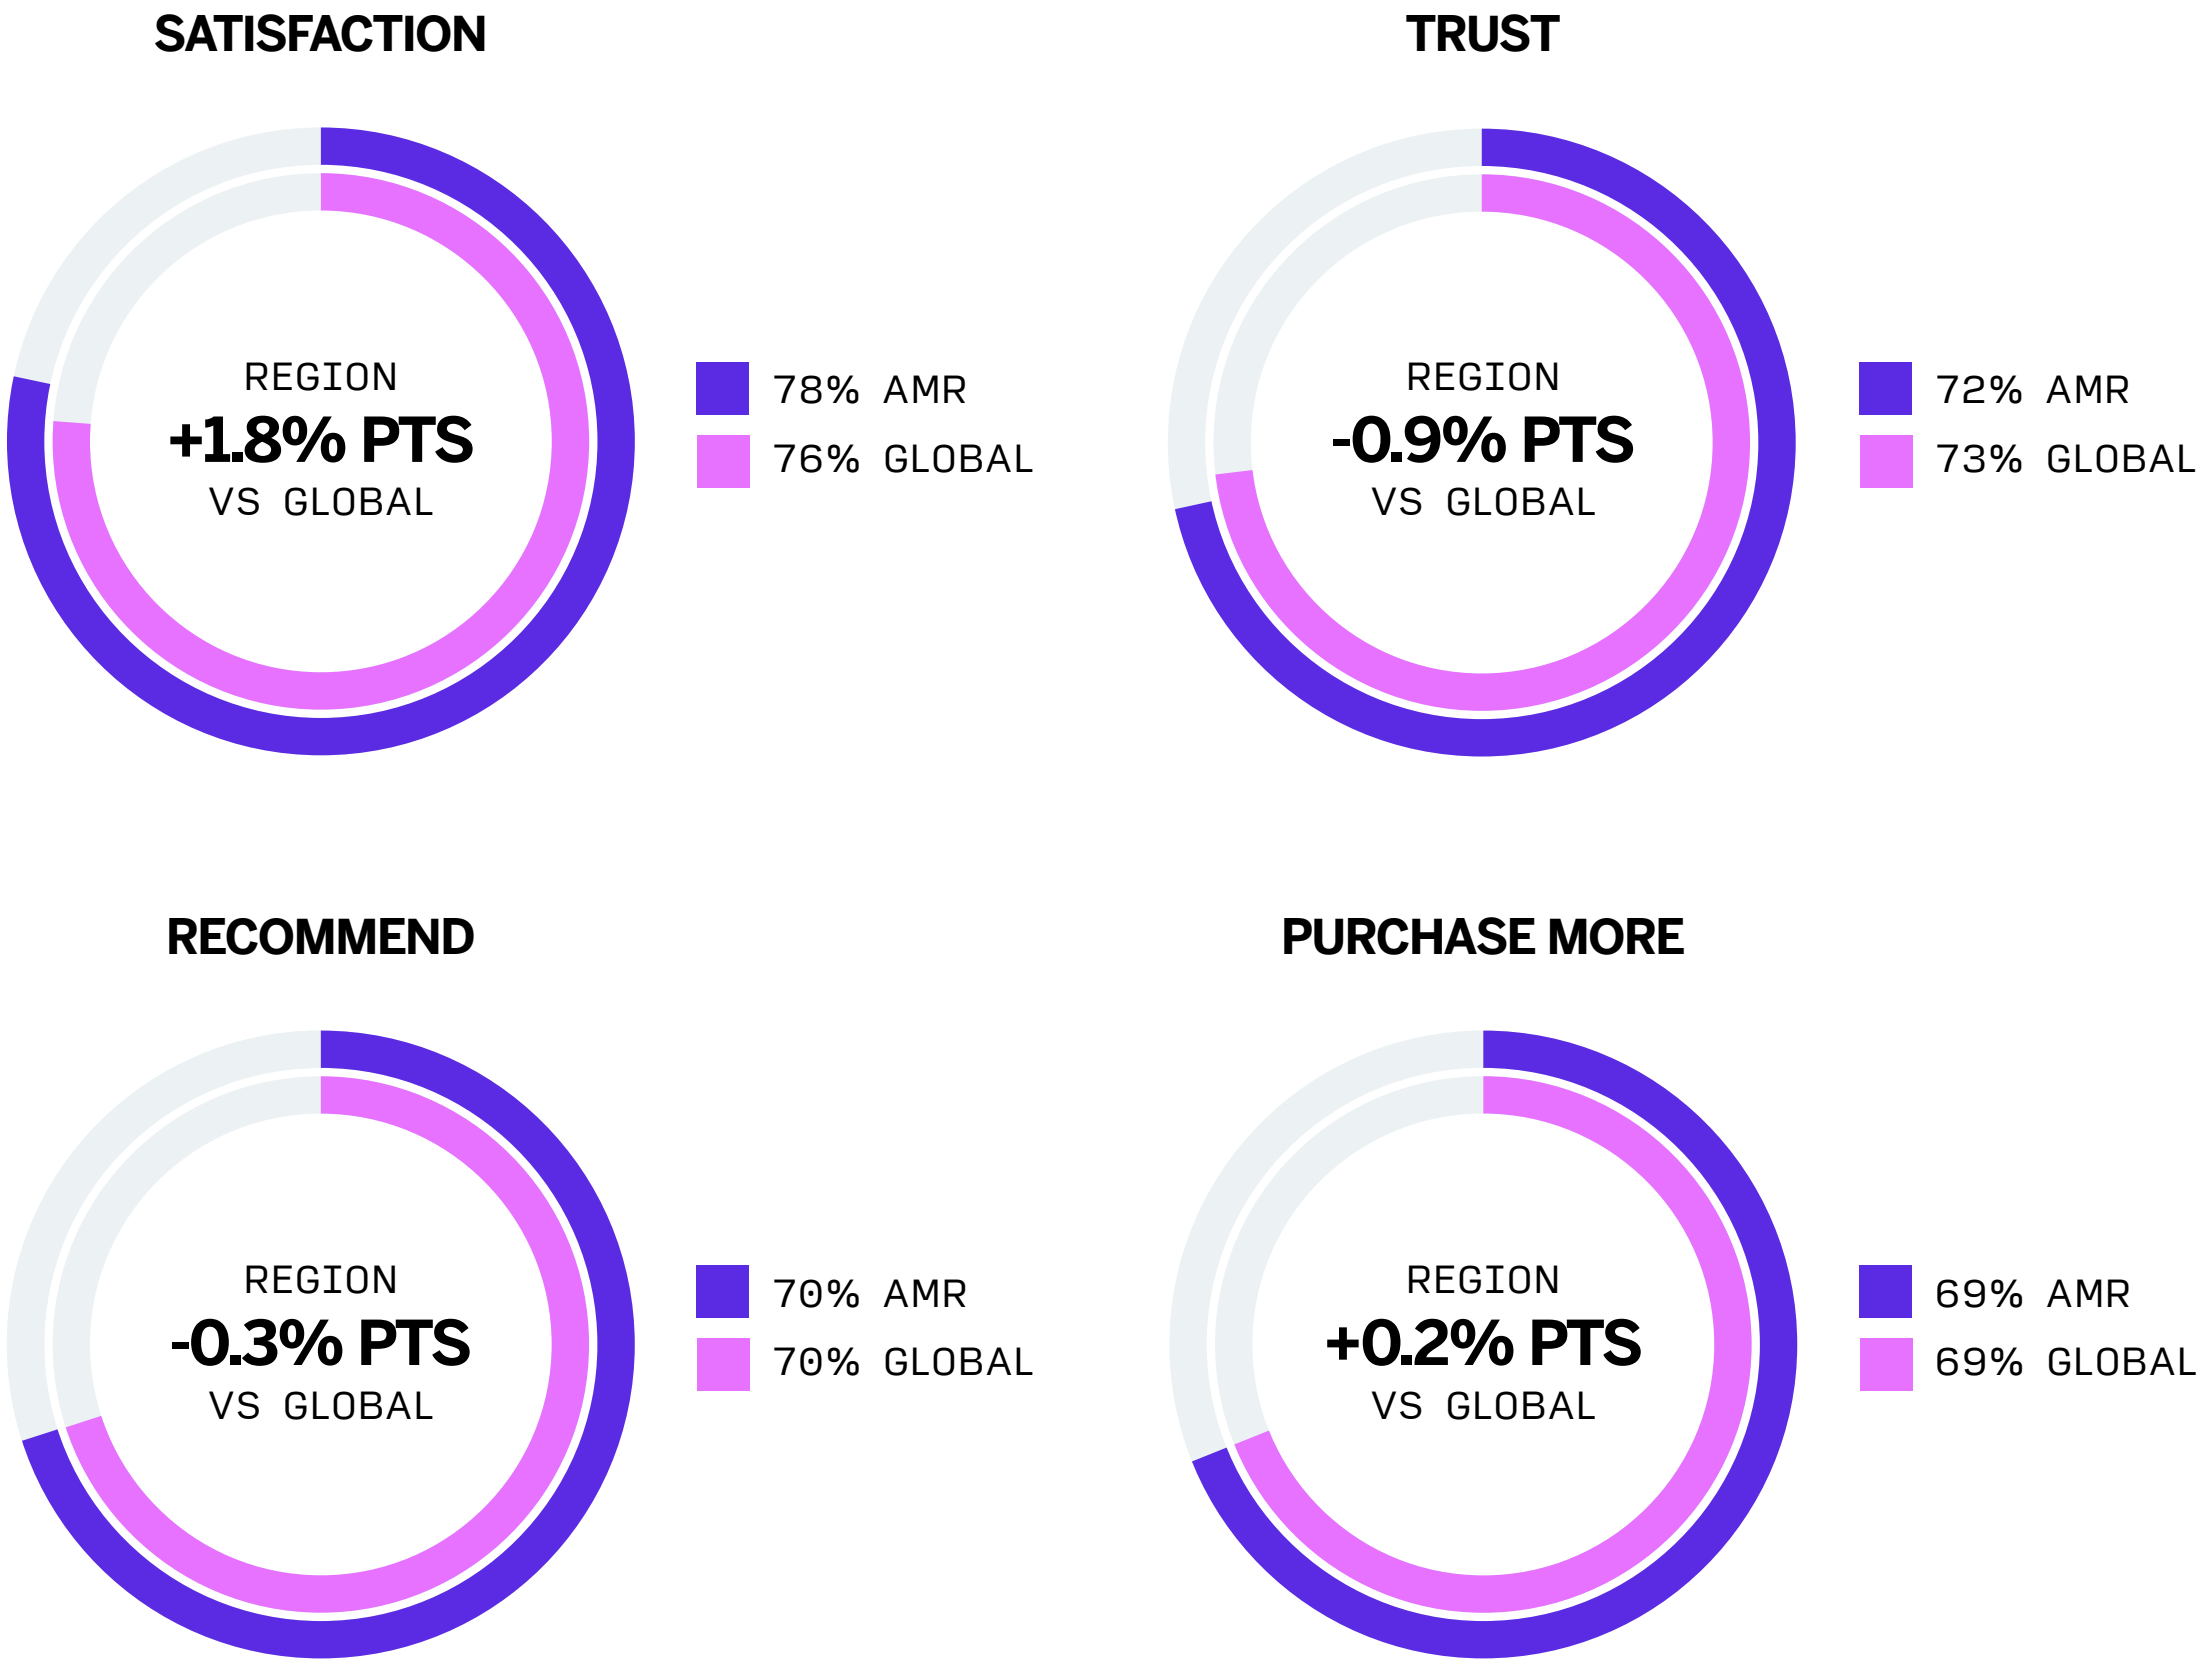 SATISFACTION
REGION
+1.8% PTS
VS GLOBAL
78% AMR
76% GLOBAL
TRUST
REGION
-0.9% PTS
VS GLOBAL
72% AMR
73% GLOBAL
RECOMMEND
REGION
-0.3% PTS
VS GLOBAL
70% AMR
70% GLOBAL
PURCHASE MORE
REGION
+0.2% PTS
VS GLOBAL
69% AMR
69% GLOBAL